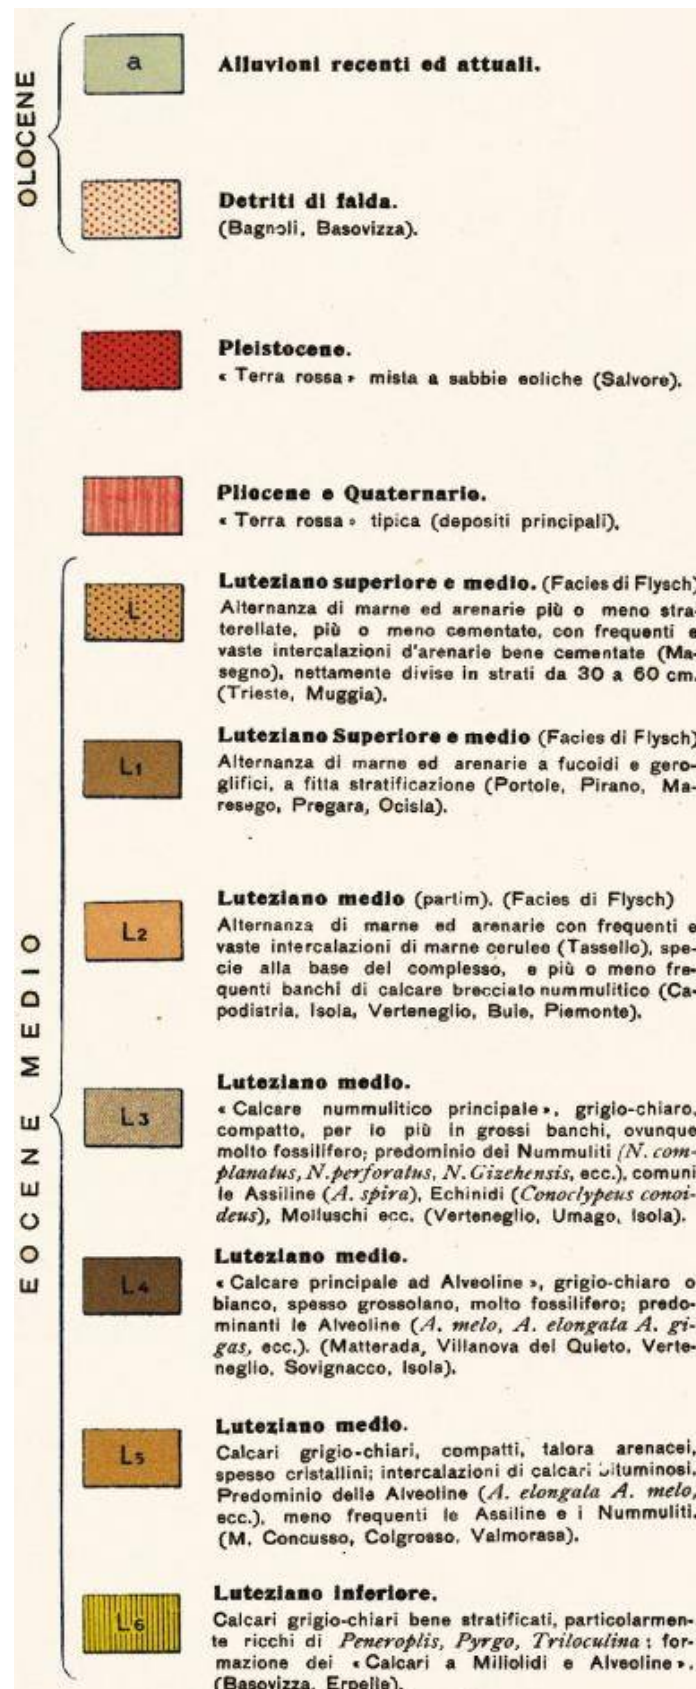 OLOCENE
a
Alluvioni recenti ed attuali.
Detriti di falda.
(Bagnoli, Basovizza).
Pleistocene.
« Terra rossa » mista a sabbie eoliche (Salvore).
Pliocene e Quaternario.
« Terra rossa » tipica (depositi principali).
EOCENE MEDIO
L
Luteziano superiore e medio. (Facies di Flysch)
Alternanza di marne ed arenarie più o meno stra-
terellate, più o meno cementate, con frequenti e
vaste intercalazioni d'arenarie bene cementate (Ma-
segno), nettamente divise in strati da 30 a 60 cm.
(Trieste, Muggia).
L1
Luteziano Superiore e medio (Facies di Flysch)
Alternanza di marne ed arenarie a fucoidi e gero-
glifici, a fitta stratificazione (Portole, Pirano, Ma-
resego, Pregara, Ocisla).
L2
Luteziano medio (partim). (Facies di Flysch)
Alternanza di marne ed arenarie con frequenti e
vaste intercalazioni di marne cerulee (Tassello), spe-
cie alla base del complesso, e più o meno fre-
quenti banchi di calcare brecciato nummulitico (Ca-
podistria, Isola, Verteneglio, Buie, Piemonte).
L3
Luteziano medio.
« Calcare nummulitico principale », grigio-chiaro,
compatto, per lo più in grossi banchi, ovunque
molto fossilifero; predominio dei Nummuliti (N. com-
planatus, N. perforatus, N. Gizehensis, ecc.), comuni
le Assiline (A. spira), Echinidi (Conoclypeus conoi-
deus), Molluschi ecc. (Verteneglio, Umago, Isola).
L4
Luteziano medio.
« Calcare principale ad Alveoline », grigio-chiaro o
bianco, spesso grossolano, molto fossilifero; predo-
minanti le Alveoline (A. melo, A. elongata A. gi-
gas, ecc.). (Matterada, Villanova del Quieto, Verte-
neglio, Sovignacco, Isola).
L5
Luteziano medio.
Calcari grigio-chiari, compatti, talora arenacei,
spesso cristallini; intercalazioni di calcari bituminosi.
Predominio delle Alveoline (A. elongata A. melo,
ecc.), meno frequenti le Assiline e i Nummuliti.
(M. Concusso, Colgrosso, Valmorasa).
L6
Luteziano inferiore.
Calcari grigio-chiari bene stratificati, particolarmen-
te ricchi di Peneroplis, Pyrgo, Triloculina : for-
mazione dei « Calcari a Miliolidi e Alveoline ».
(Basovizza, Erpelle).